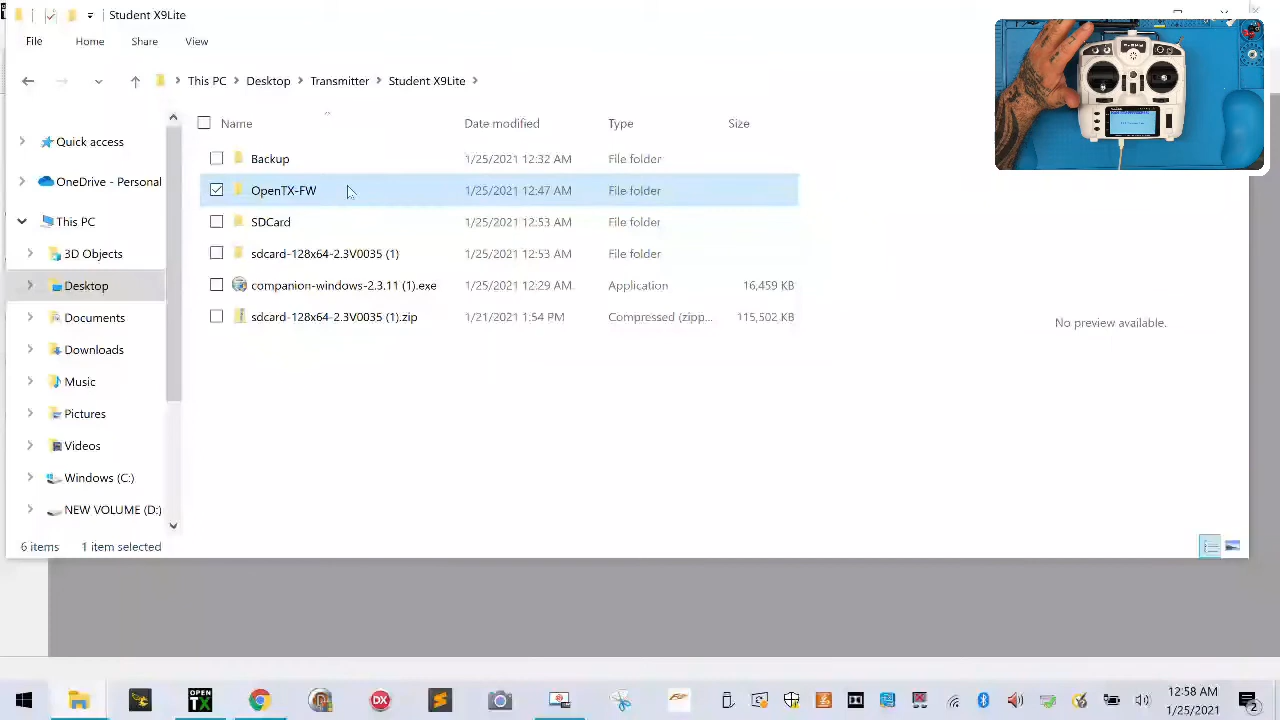 Student X9Lite
File Home Share View
This PC Desktop Transmitter
Type
Backup 1/25/2021 12:32 AM File folder
OpenTX-FW 1/25/2021 12:47 AM File folder
SDCard 1/25/2021 12:53 AM File folder
sdcard-128x64-2.3V0035 (1) 1/25/2021 12:53 AM File folder
companion-windows-2.3.11 (1).exe 1/25/2021 12:29 AM Application 16,459 KB
sdcard-128x64-2.3V0035 (1).zip 1/21/2021 1:54 PM Compressed (zipp... 115,502 KB
Quick access
OneDrive - Personal
This PC
3D Objects
Desktop
Documents
Downloads
Music
Pictures
Videos
Windows (C:)
NEW VOLUME (D:)
No preview available.
6 items 1 item selected
OPEN
TX
DX
12:58 AM
1/25/2021
2